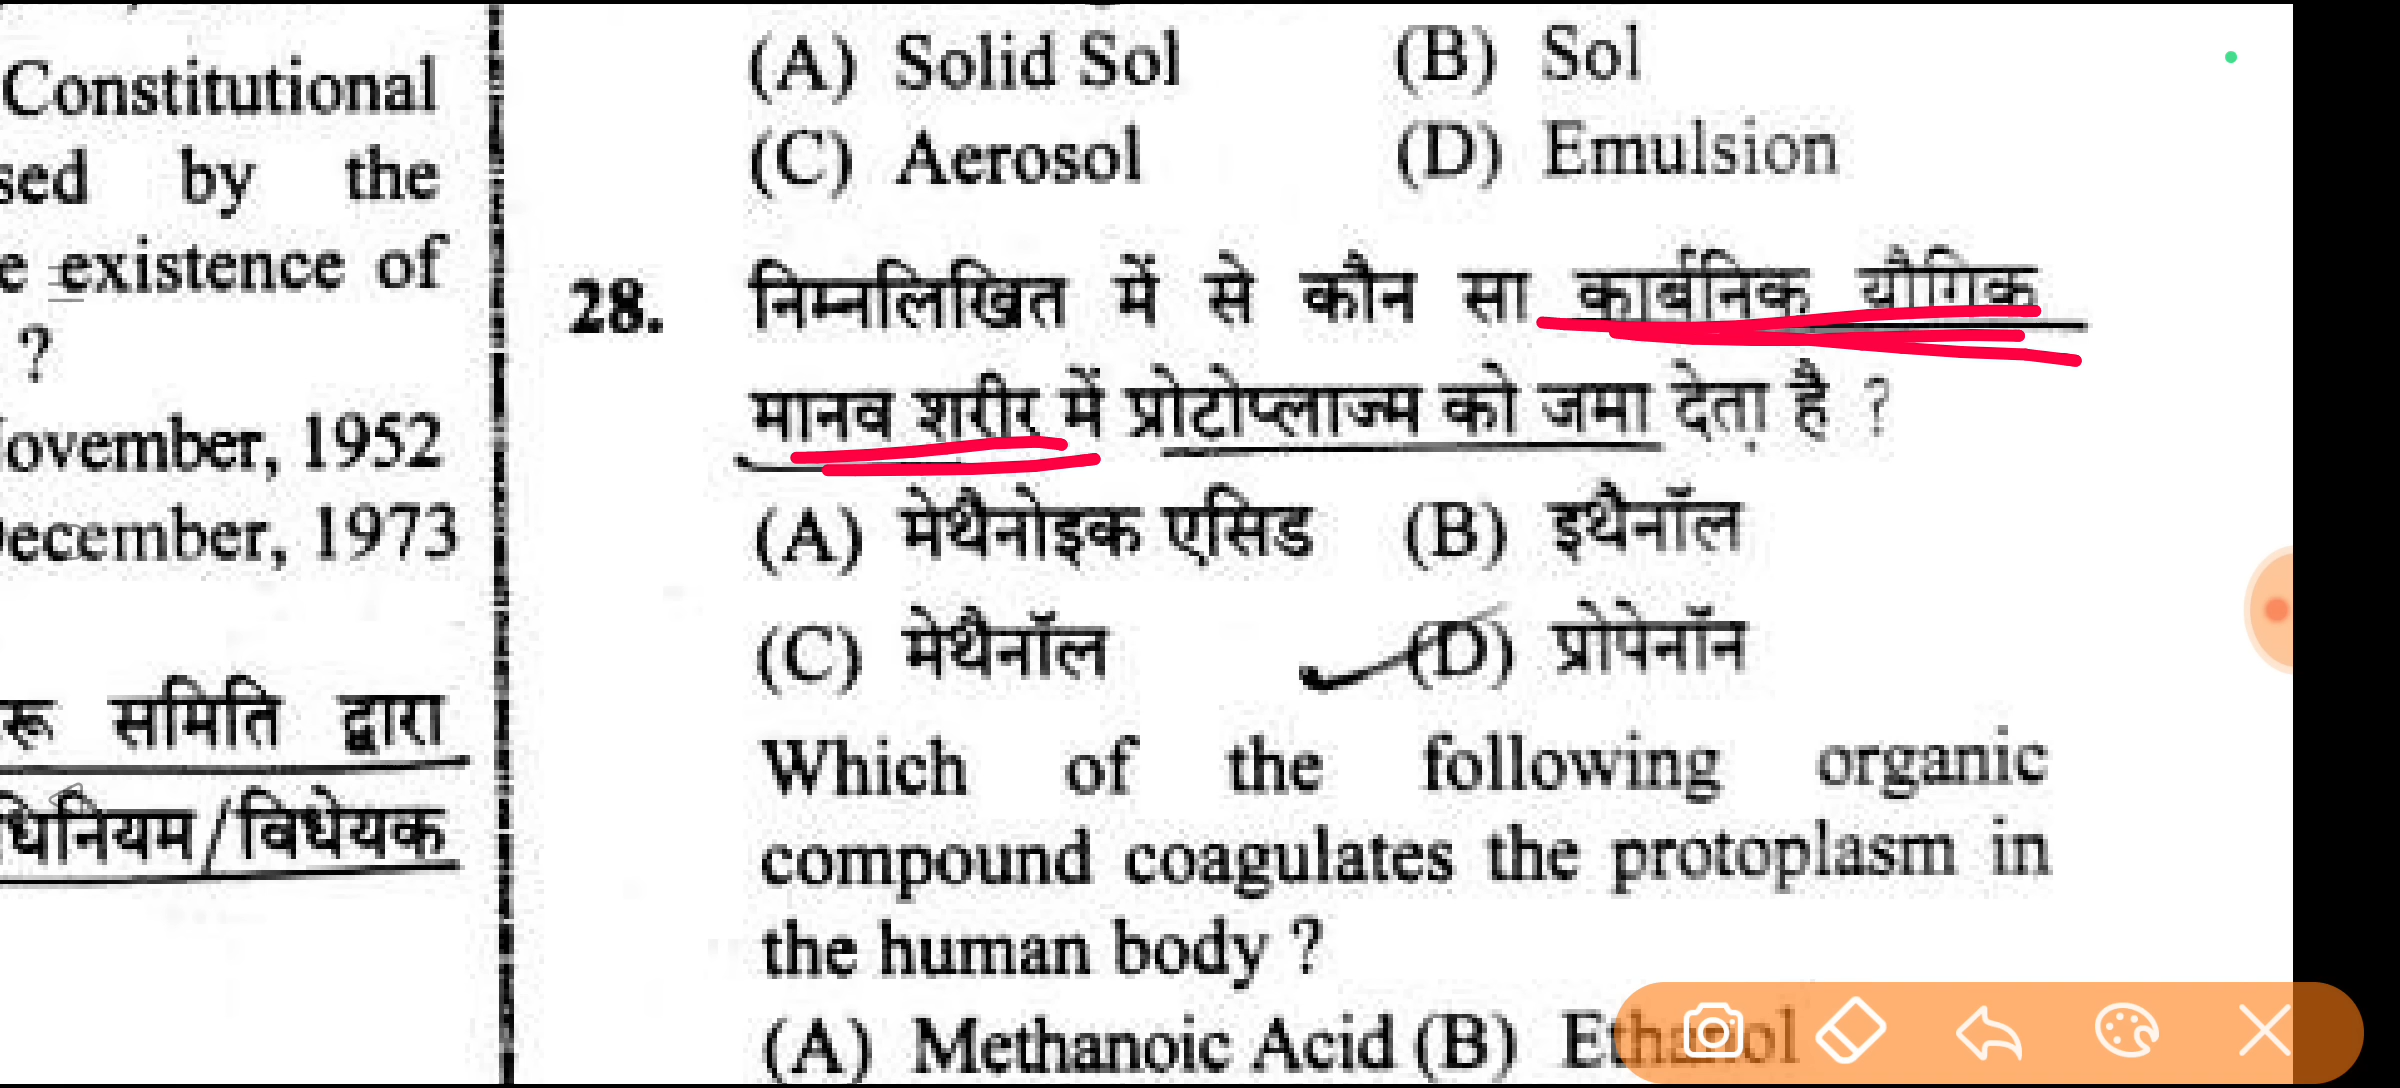 Constitutional
sed by the
e existence of
?
ovember, 1952
ecember, 1973
रू समिति द्वारा
धिनियम/विधेयक
(A) Solid Sol (B) Sol
(C) Aerosol (D) Emulsion
28. निम्नलिखित में से कौन सा कार्बनिक यौगिक
मानव शरीर में प्रोटोप्लाज्म को जमा देता है ?
(A) मेथैनोइक एसिड (B) इथैनॉल
(C) मेथैनॉल (D) प्रोपेनॉन
Which of the following organic
compound coagulates the protoplasm in
the human body ?
(A) Methanoic Acid (B) Ethanol